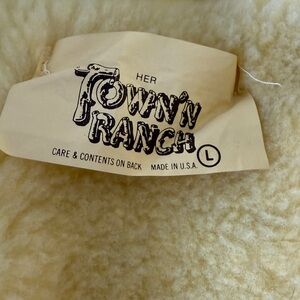 HER
TOWN'N
RANCH
CARE & CONTENTS ON BACK MADE IN U.S.A. L